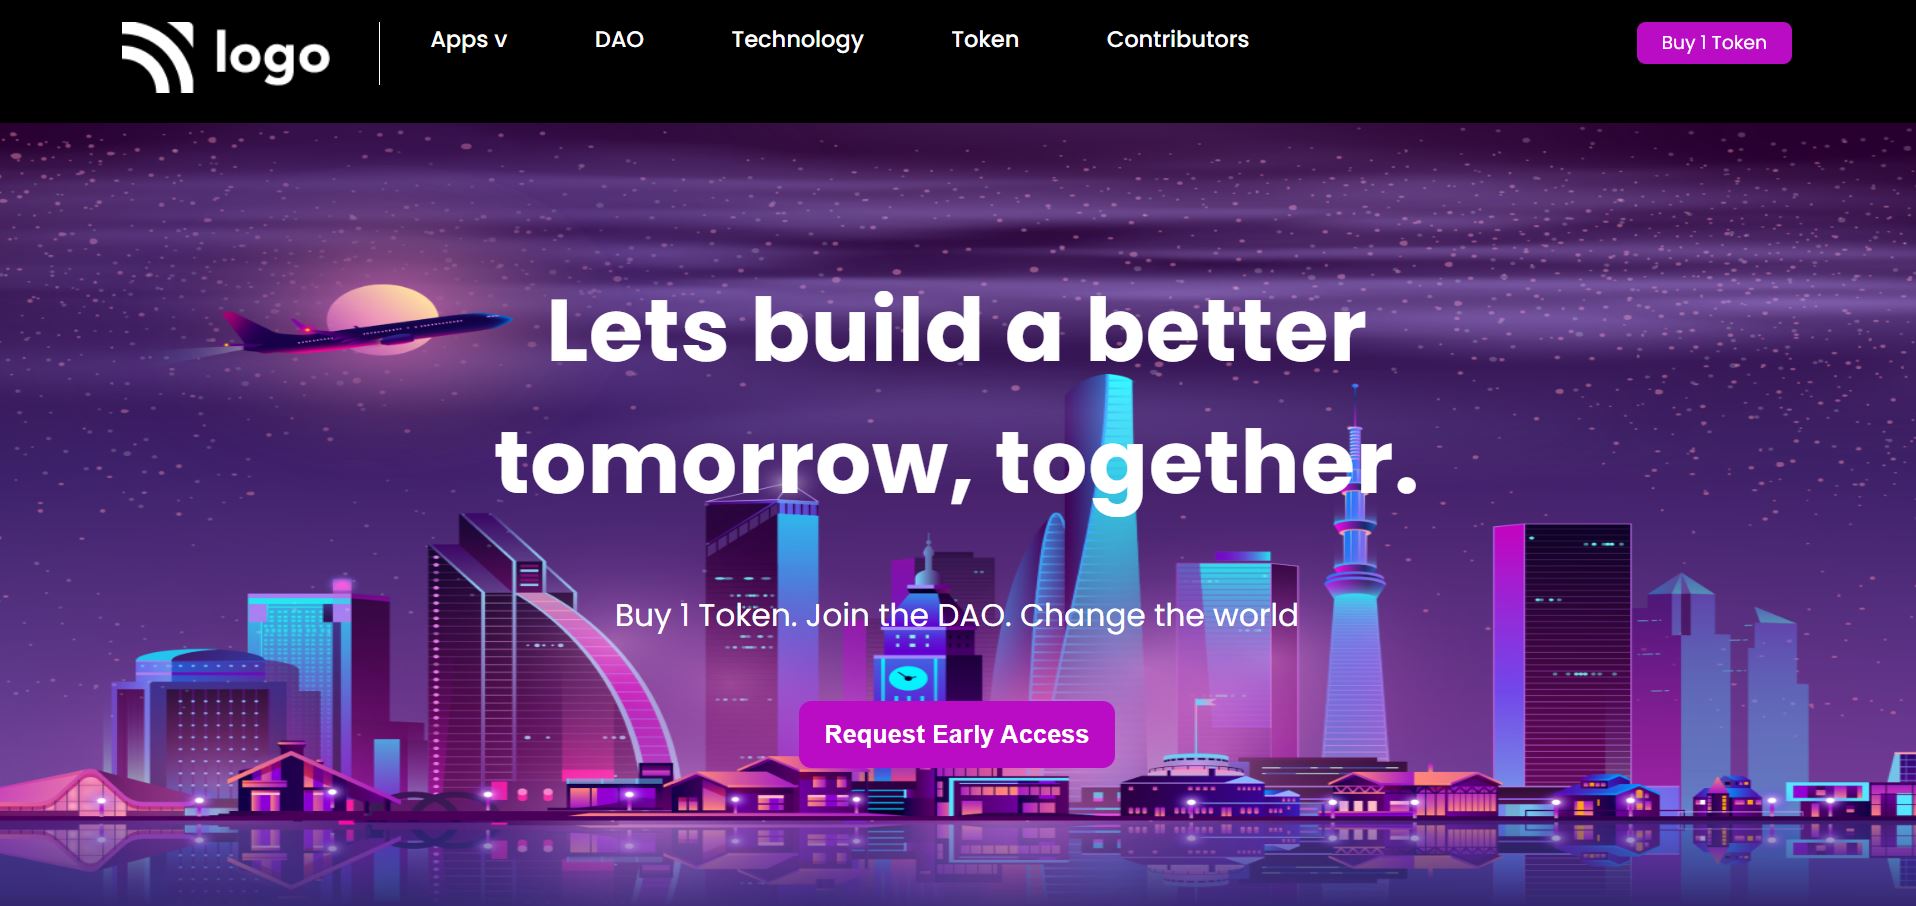 logo
Apps v
DAO
Technology
Token
Contributors
Buy 1 Token
Lets build a better
tomorrow, together.
Buy 1 Token. Join the DAO. Change the world
Request Early Access